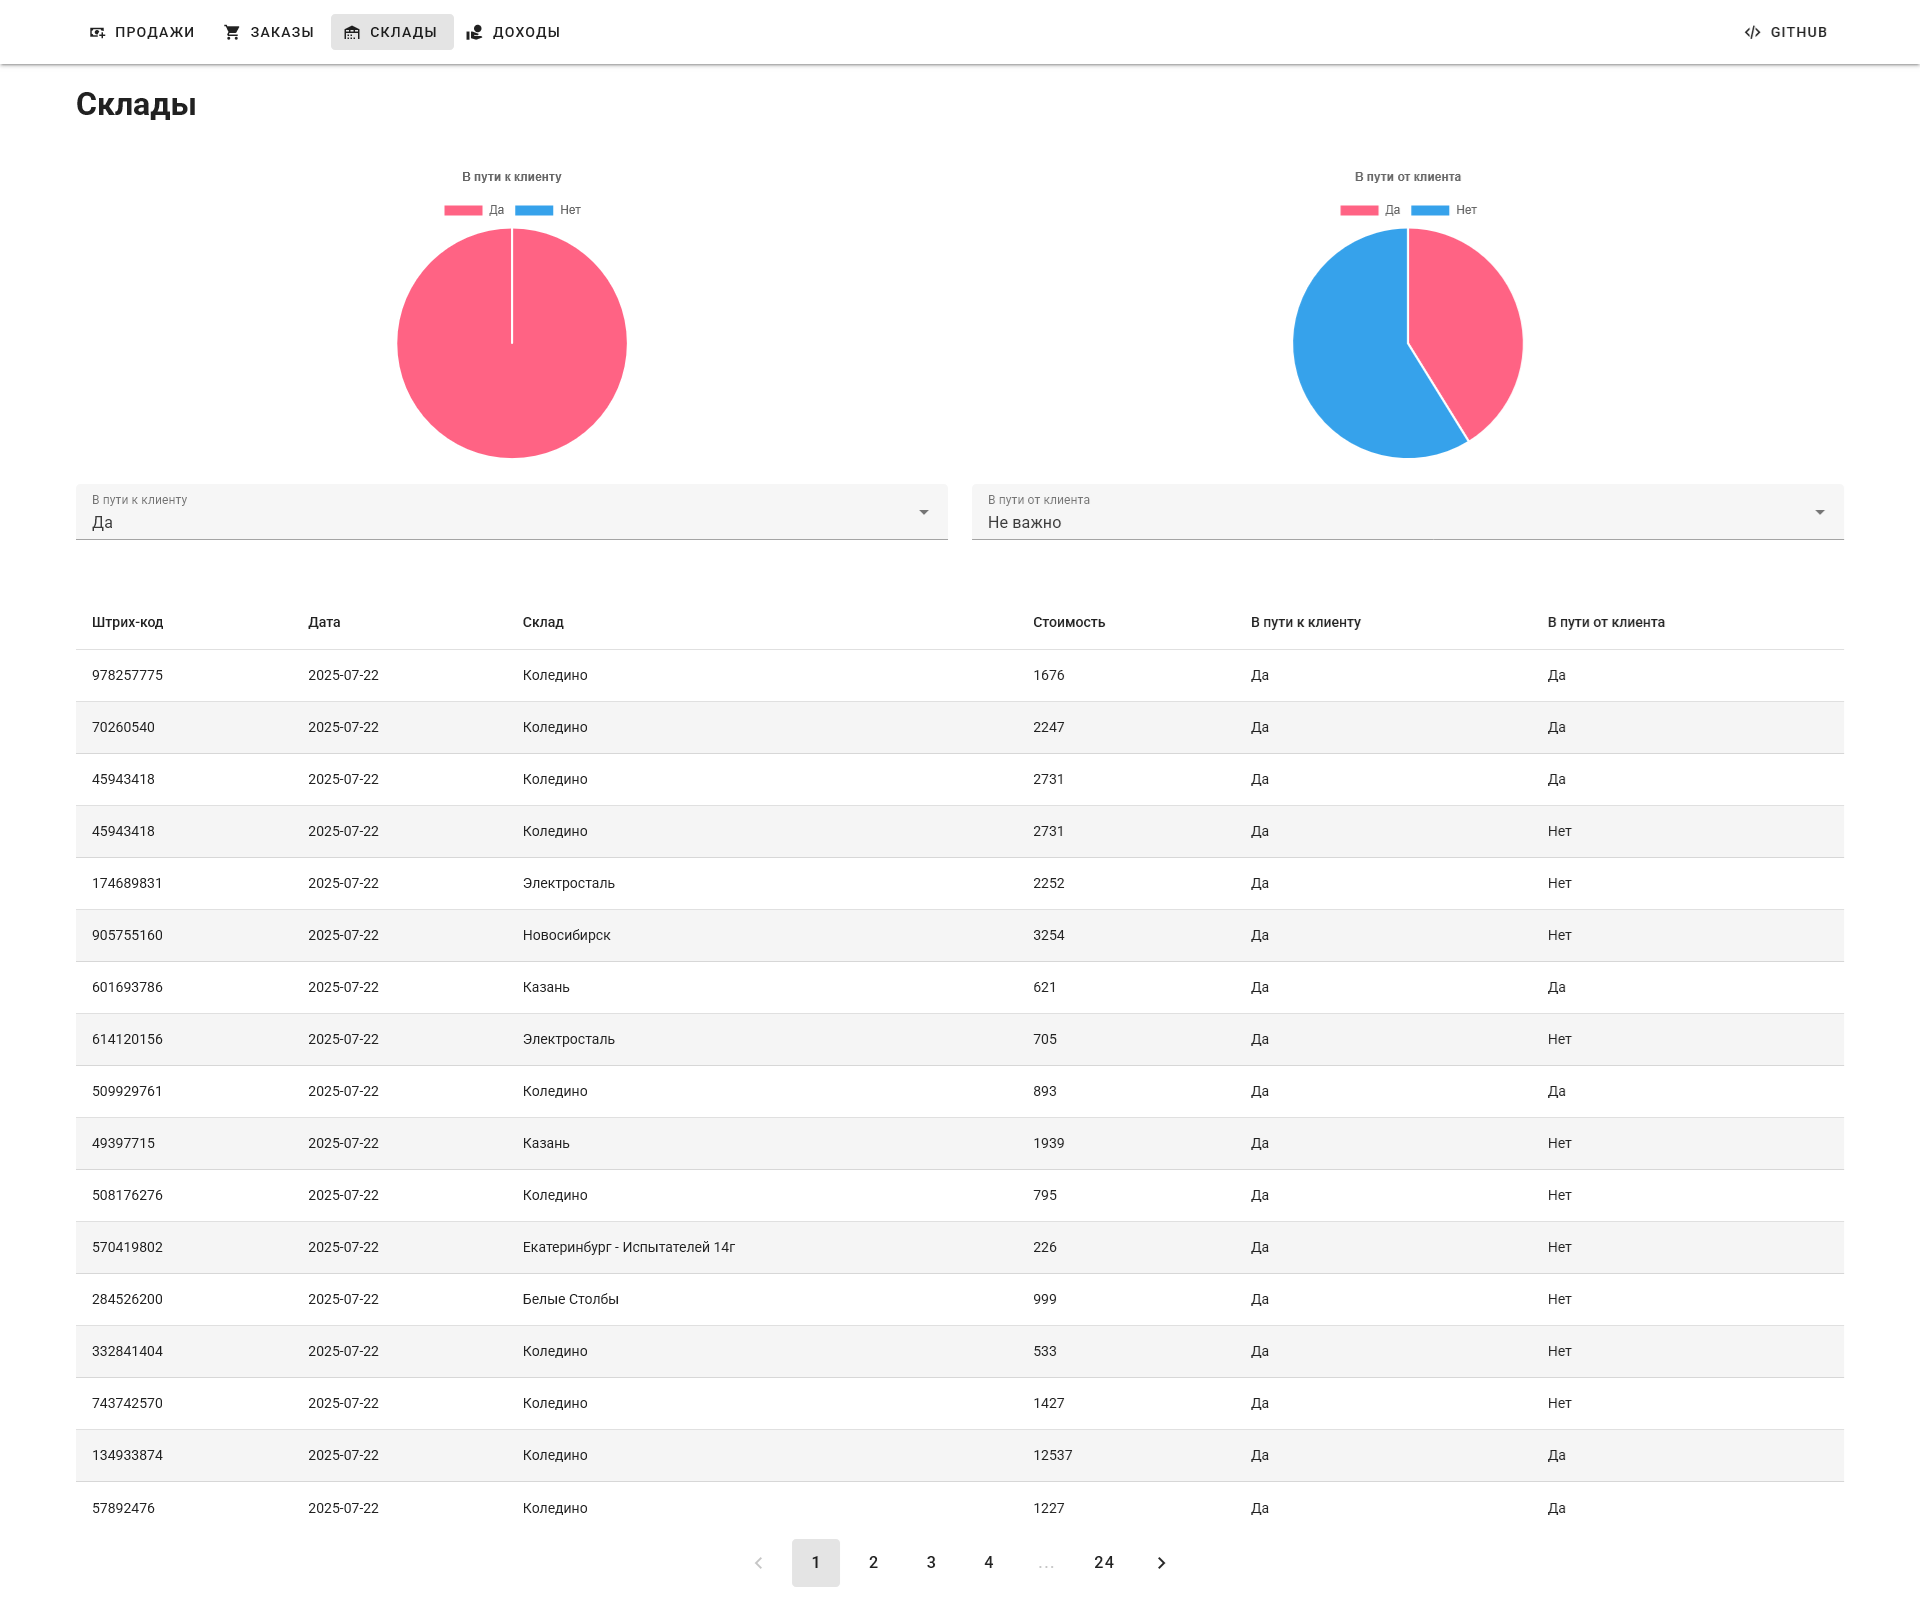 ПРОДАЖИ ЗАКАЗЫ СКЛАДЫ ДОХОДЫ GITHUB
Склады
В пути к клиенту
Да Нет
В пути от клиента
Да Нет
В пути к клиенту
Да
В пути от клиента
Не важно
Штрих-код Дата Склад Стоимость В пути к клиенту В пути от клиента
978257775 2025-07-22 Коледино 1676 Да Да
70260540 2025-07-22 Коледино 2247 Да Да
45943418 2025-07-22 Коледино 2731 Да Да
45943418 2025-07-22 Коледино 2731 Да Нет
174689831 2025-07-22 Электросталь 2252 Да Нет
905755160 2025-07-22 Новосибирск 3254 Да Нет
601693786 2025-07-22 Казань 621 Да Да
614120156 2025-07-22 Электросталь 705 Да Нет
509929761 2025-07-22 Коледино 893 Да Да
49397715 2025-07-22 Казань 1939 Да Нет
508176276 2025-07-22 Коледино 795 Да Нет
570419802 2025-07-22 Екатеринбург - Испытателей 14г 226 Да Нет
284526200 2025-07-22 Белые Столбы 999 Да Нет
332841404 2025-07-22 Коледино 533 Да Нет
743742570 2025-07-22 Коледино 1427 Да Нет
134933874 2025-07-22 Коледино 12537 Да Да
57892476 2025-07-22 Коледино 1227 Да Да
1 2 3 4 ... 24